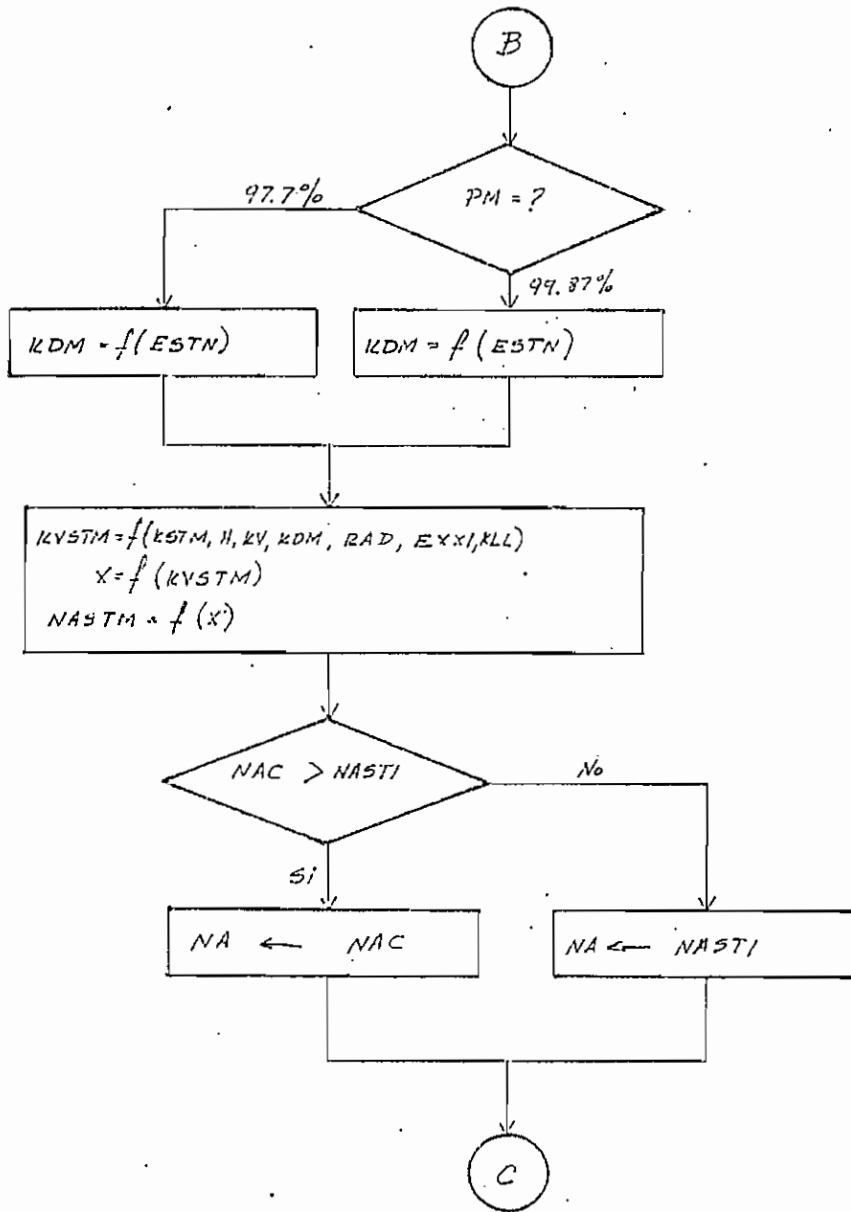 B
PM = ?
97.7%
99.87%
KDM = f(ESTN)
KDM = f(ESTN)
KVSTM = f(KSTM, H, KV, KDM, RAD, EXXI, KLL)
X = f(KVSTM)
NASTM = f(X)
NAC > NASTI
No
Si
NA ← NAC
NA ← NASTI
C